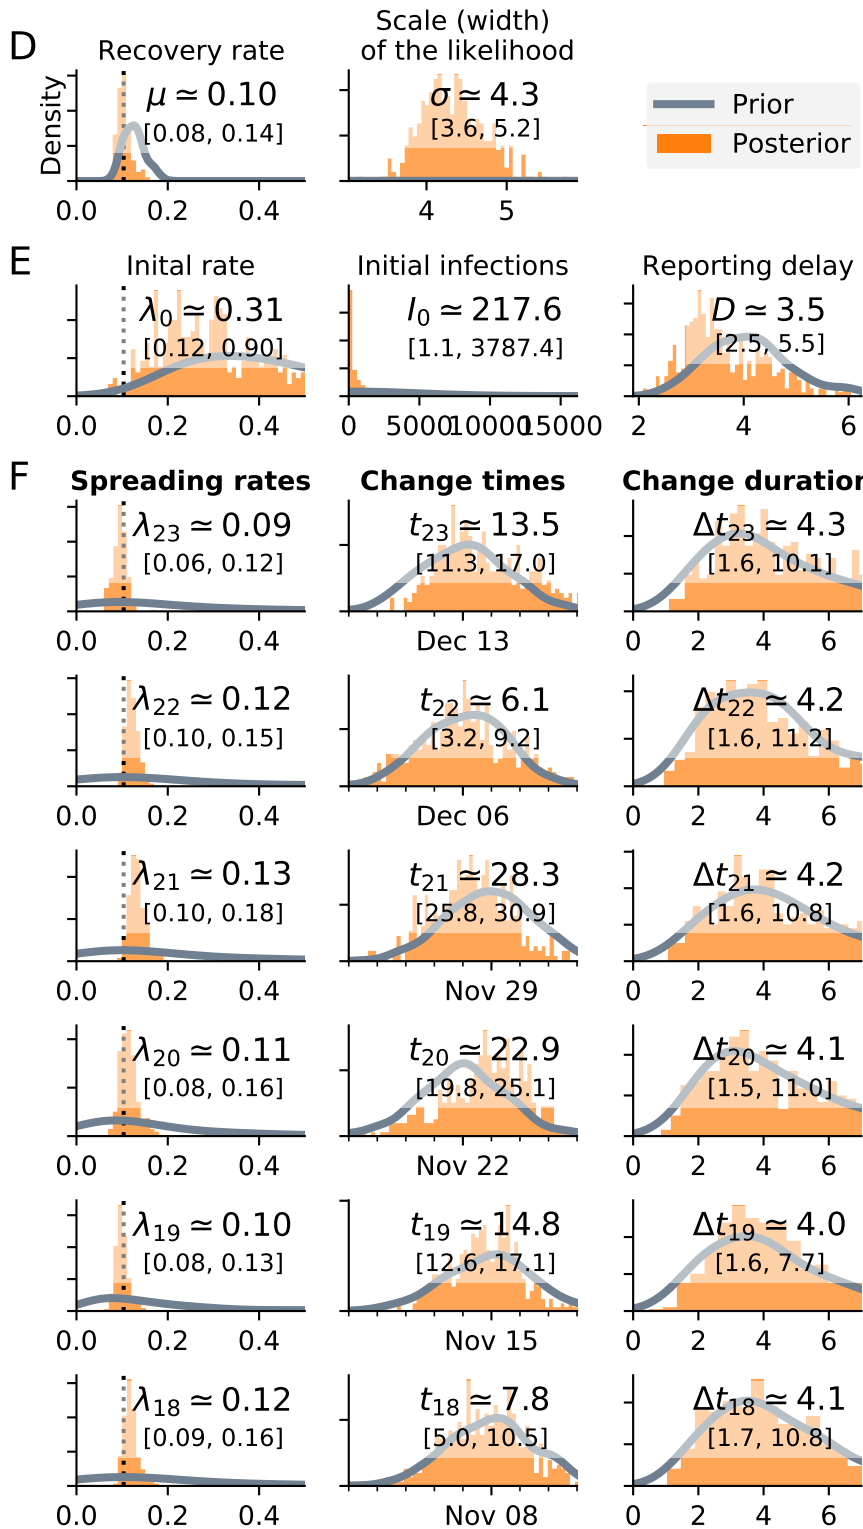 D
Recovery rate
Scale (width)
of the likelihood
Density
μ ≃ 0.10
[0.08, 0.14]
σ ≃ 4.3
[3.6, 5.2]
Prior
Posterior
0.0 0.2 0.4
4 5
E
Inital rate
Initial infections
Reporting delay
λ0 ≃ 0.31
[0.12, 0.90]
I0 ≃ 217.6
[1.1, 3787.4]
D ≃ 3.5
[2.5, 5.5]
0.0 0.2 0.4
0 5000 10000 15000
2 4 6
F
Spreading rates
Change times
Change duration
λ23 ≃ 0.09
[0.06, 0.12]
t23 ≃ 13.5
[11.3, 17.0]
Δt23 ≃ 4.3
[1.6, 10.1]
0.0 0.2 0.4
Dec 13
0 2 4 6
λ22 ≃ 0.12
[0.10, 0.15]
t22 ≃ 6.1
[3.2, 9.2]
Δt22 ≃ 4.2
[1.6, 11.2]
0.0 0.2 0.4
Dec 06
0 2 4 6
λ21 ≃ 0.13
[0.10, 0.18]
t21 ≃ 28.3
[25.8, 30.9]
Δt21 ≃ 4.2
[1.6, 10.8]
0.0 0.2 0.4
Nov 29
0 2 4 6
λ20 ≃ 0.11
[0.08, 0.16]
t20 ≃ 22.9
[19.8, 25.1]
Δt20 ≃ 4.1
[1.5, 11.0]
0.0 0.2 0.4
Nov 22
0 2 4 6
λ19 ≃ 0.10
[0.08, 0.13]
t19 ≃ 14.8
[12.6, 17.1]
Δt19 ≃ 4.0
[1.6, 7.7]
0.0 0.2 0.4
Nov 15
0 2 4 6
λ18 ≃ 0.12
[0.09, 0.16]
t18 ≃ 7.8
[5.0, 10.5]
Δt18 ≃ 4.1
[1.7, 10.8]
0.0 0.2 0.4
Nov 08
0 2 4 6